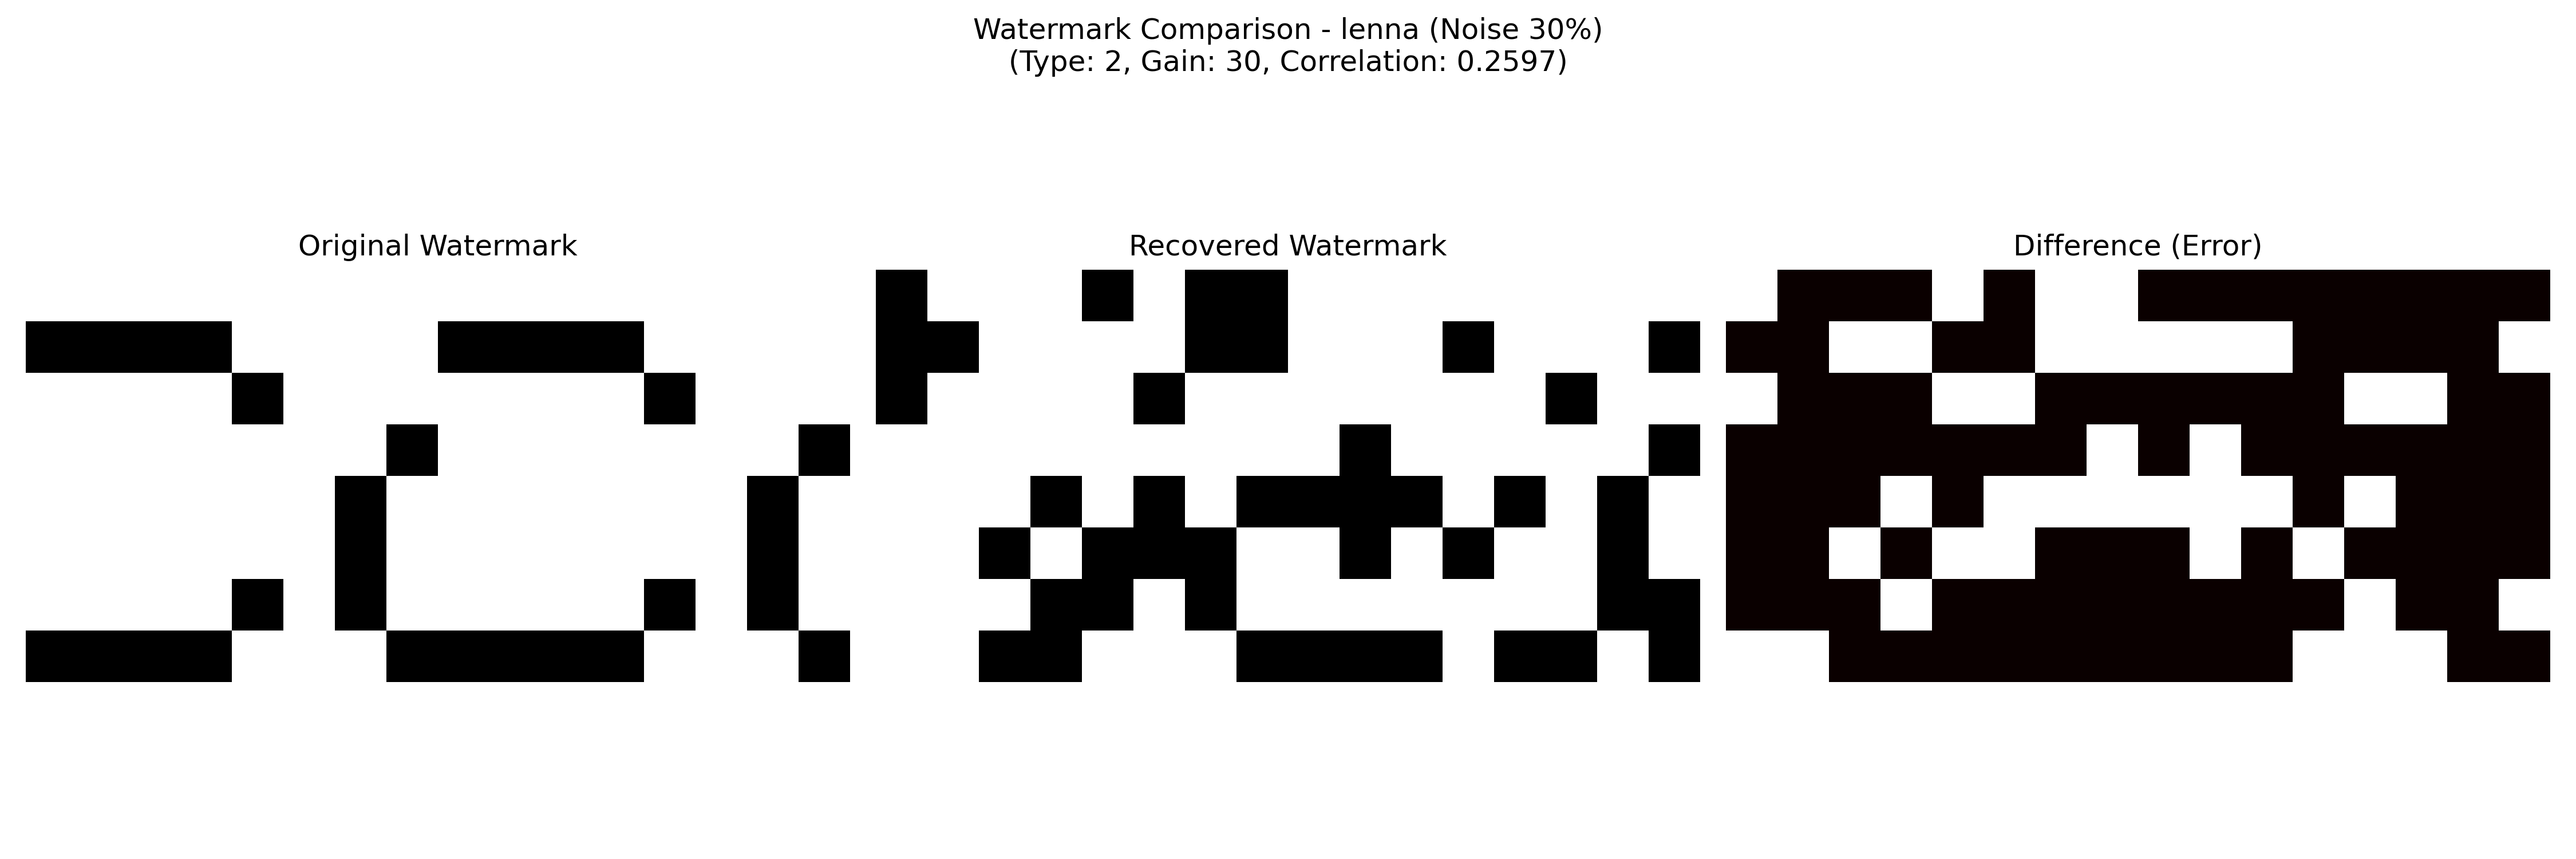 Watermark Comparison - lenna (Noise 30%)
(Type: 2, Gain: 30, Correlation: 0.2597)
Original Watermark
Recovered Watermark
Difference (Error)